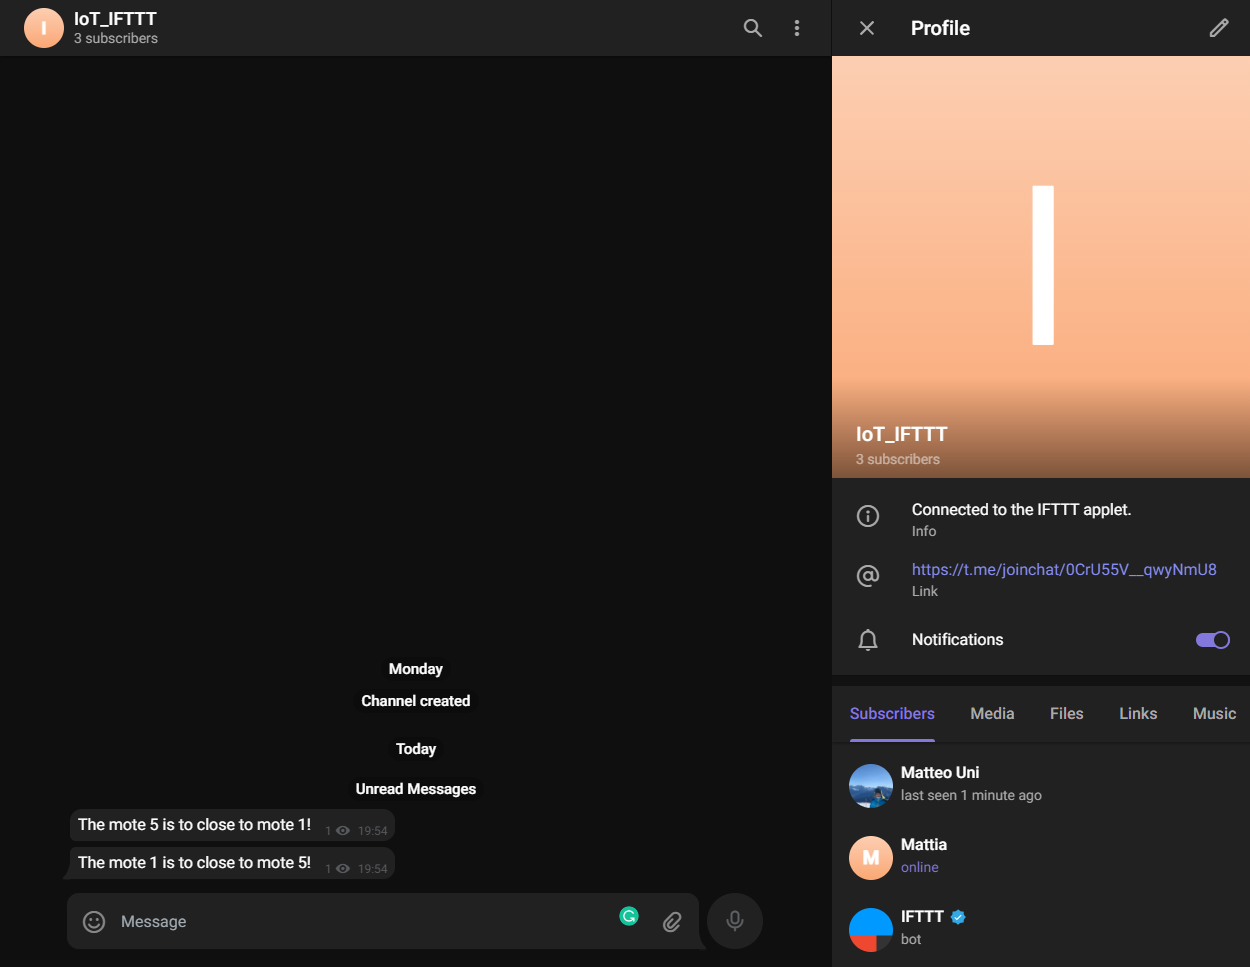 I
IoT_IFTTT
3 subscribers
Monday
Channel created
Today
Unread Messages
The mote 5 is to close to mote 1! 1 19:54
The mote 1 is to close to mote 5! 1 19:54
Message
Profile
I
IoT_IFTTT
3 subscribers
Connected to the IFTTT applet.
Info
https://t.me/joinchat/0CrU55V__qwyNmU8
Link
Notifications
Subscribers Media Files Links Music
Matteo Uni
last seen 1 minute ago
M
Mattia
online
IFTTT
bot